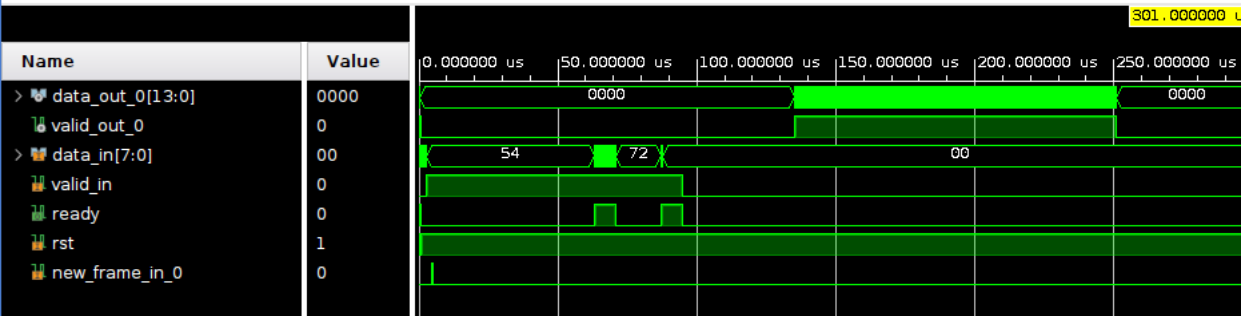 301.000000 u
Name Value
0.000000 us 50.000000 us 100.000000 us 150.000000 us 200.000000 us 250.000000 us
data_out_0[13:0] 0000 0000 0000
valid_out_0 0
data_in[7:0] 00 54 72 00
valid_in 0
ready 0
rst 1
new_frame_in_0 0